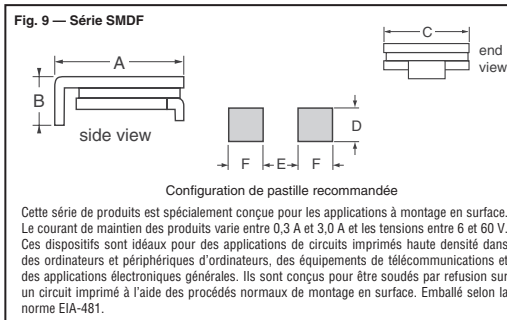 Fig. 9 — Série SMDF
A
B
side view
C
end
view
D
F
E
F
Configuration de pastille recommandée
Cette série de produits est spécialement conçue pour les applications à montage en surface.
Le courant de maintien des produits varie entre 0,3 A et 3,0 A et les tensions entre 6 et 60 V.
Ces dispositifs sont idéaux pour des applications de circuits imprimés haute densité dans
des ordinateurs et périphériques d'ordinateurs, des équipements de télécommunications et
des applications électroniques générales. Ils sont conçus pour être soudés par refusion sur
un circuit imprimé à l'aide des procédés normaux de montage en surface. Emballé selon la
norme EIA-481.